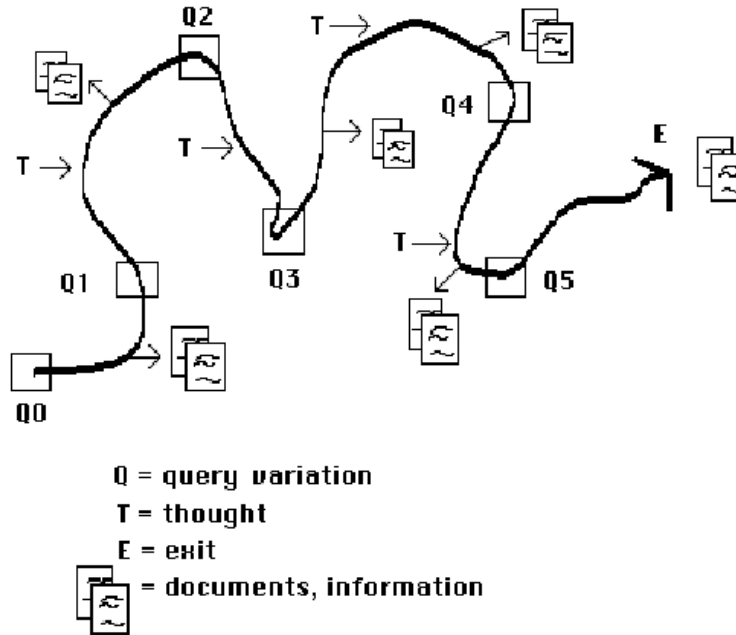 Q2
T
Q4
E
T
T
T
Q1
Q3
Q5
Q0
Q = query variation
T = thought
E = exit
= documents, information